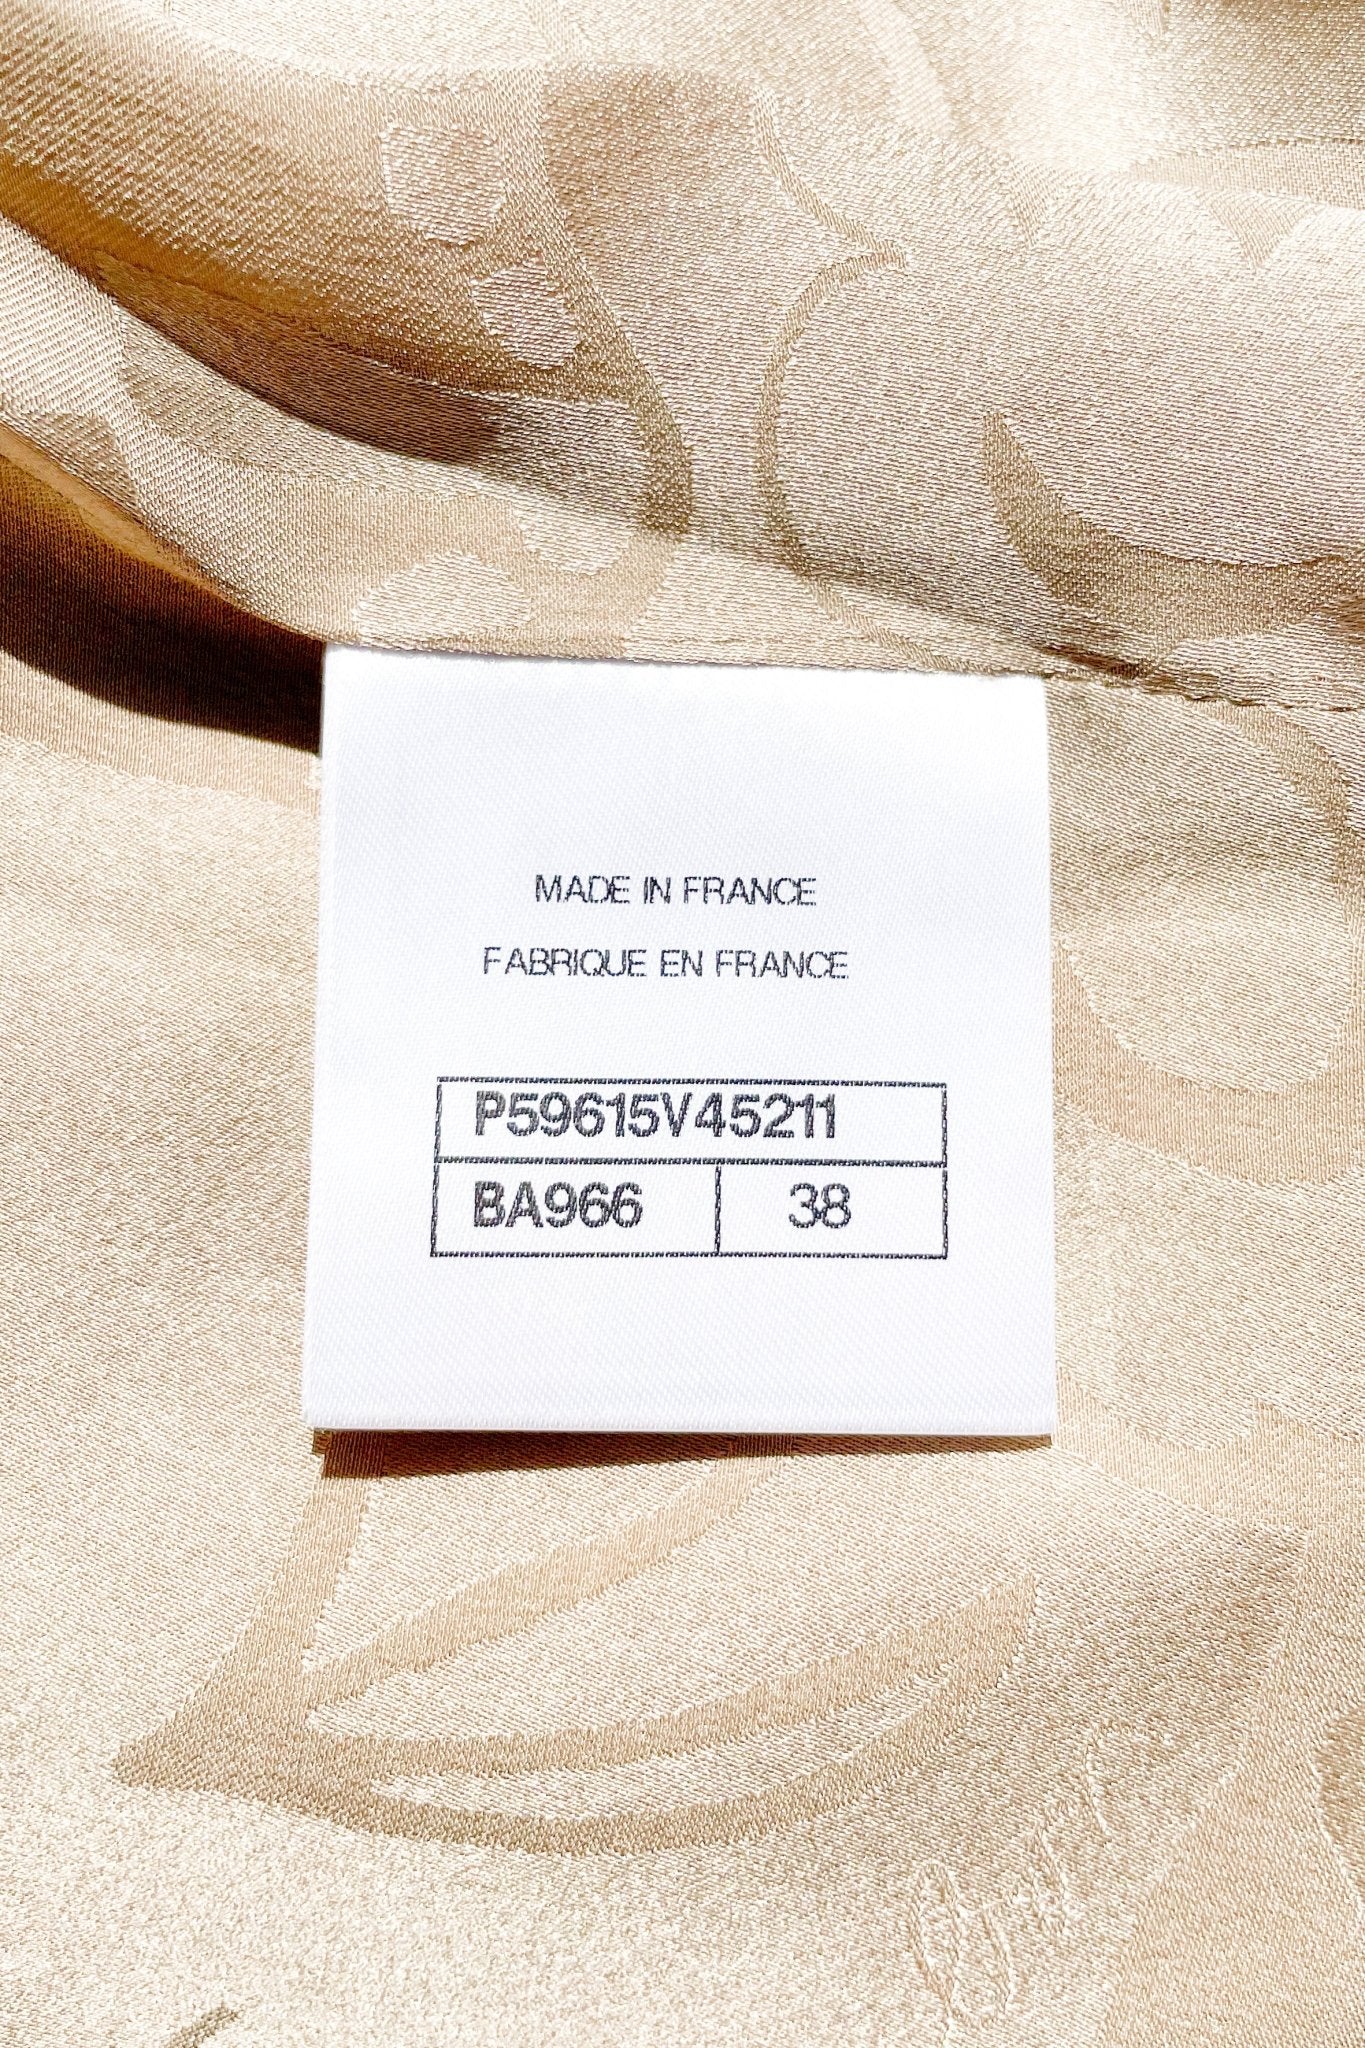 MADE IN FRANCE
FABRIQUE EN FRANCE
P59615V45211
BA966 38